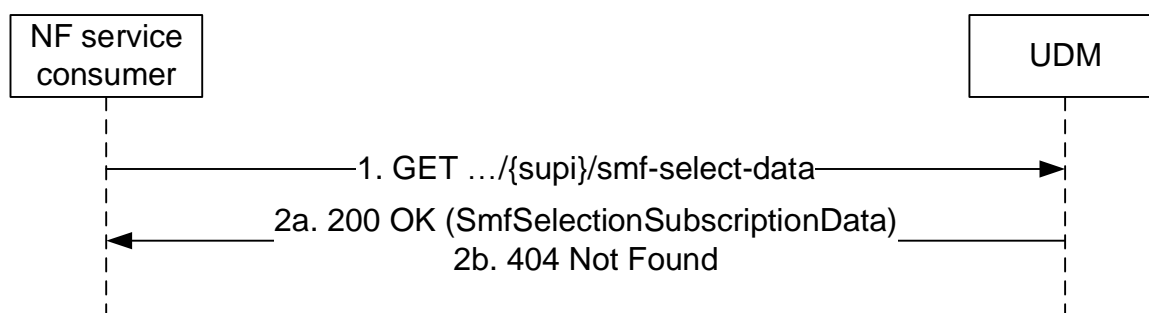 NF service
consumer
UDM
1. GET …/{supi}/smf-select-data
2a. 200 OK (SmfSelectionSubscriptionData)
2b. 404 Not Found